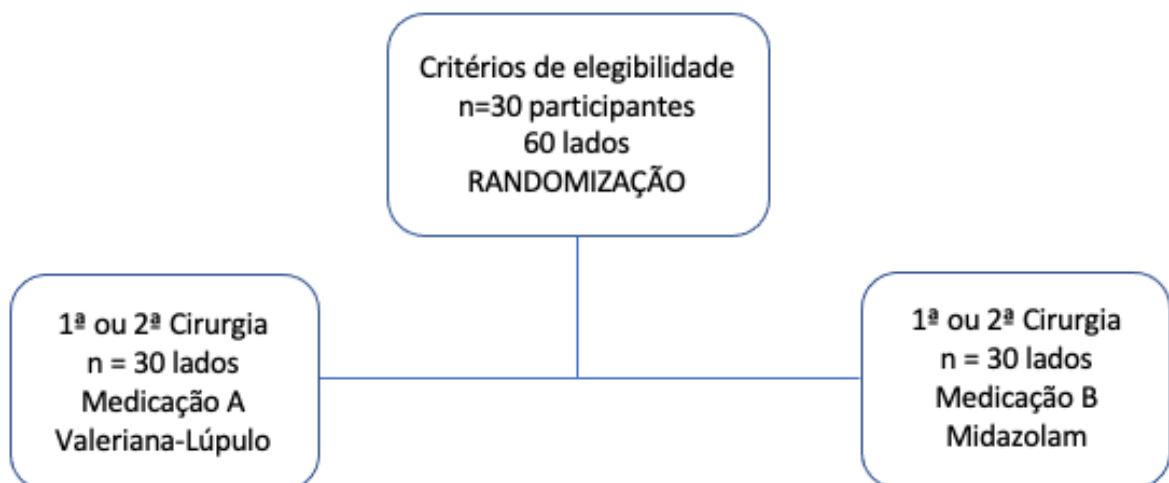 Critérios de elegibilidade
n=30 participantes
60 lados
RANDOMIZAÇÃO
1ª ou 2ª Cirurgia
n = 30 lados
Medicação A
Valeriana-Lúpulo
1ª ou 2ª Cirurgia
n = 30 lados
Medicação B
Midazolam